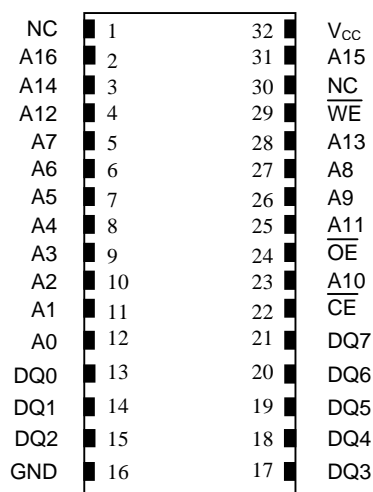 NC 1 32 VCC
A16 2 31 A15
A14 3 30 NC
A12 4 29 WE
A7 5 28 A13
A6 6 27 A8
A5 7 26 A9
A4 8 25 A11
A3 9 24 OE
A2 10 23 A10
A1 11 22 CE
A0 12 21 DQ7
DQ0 13 20 DQ6
DQ1 14 19 DQ5
DQ2 15 18 DQ4
GND 16 17 DQ3